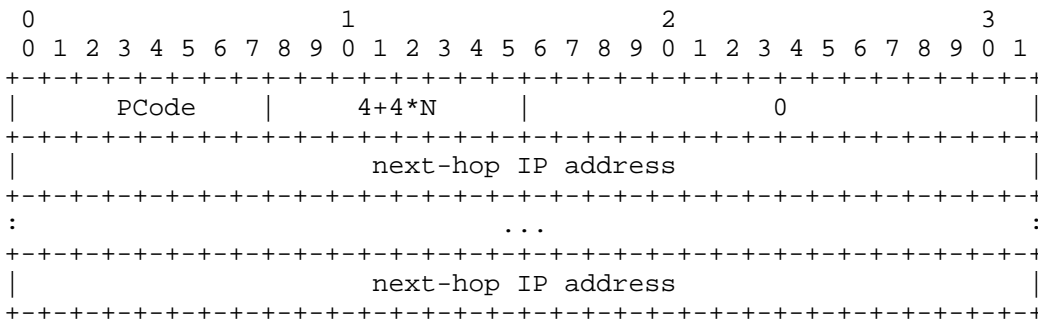 0                   1                   2                   3
 0 1 2 3 4 5 6 7 8 9 0 1 2 3 4 5 6 7 8 9 0 1 2 3 4 5 6 7 8 9 0 1
+-+-+-+-+-+-+-+-+-+-+-+-+-+-+-+-+-+-+-+-+-+-+-+-+-+-+-+-+-+-+-+-+
|     PCode     |     4+4*N     |               0               |
+-+-+-+-+-+-+-+-+-+-+-+-+-+-+-+-+-+-+-+-+-+-+-+-+-+-+-+-+-+-+-+-+
|                      next-hop IP address                      |
+-+-+-+-+-+-+-+-+-+-+-+-+-+-+-+-+-+-+-+-+-+-+-+-+-+-+-+-+-+-+-+-+
:                              ...                              :
+-+-+-+-+-+-+-+-+-+-+-+-+-+-+-+-+-+-+-+-+-+-+-+-+-+-+-+-+-+-+-+-+
|                      next-hop IP address                      |
+-+-+-+-+-+-+-+-+-+-+-+-+-+-+-+-+-+-+-+-+-+-+-+-+-+-+-+-+-+-+-+-+